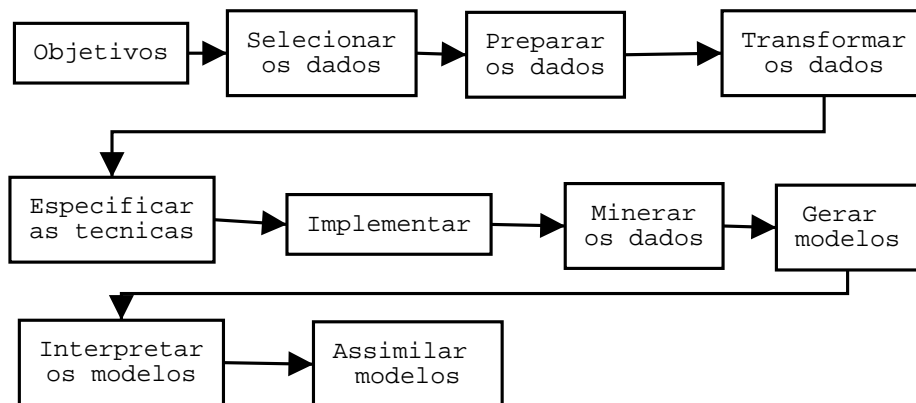 Objetivos
Selecionar
os dados
Preparar
os dados
Transformar
os dados
Especificar
as tecnicas
Implementar
Minerar
os dados
Gerar
modelos
Interpretar
os modelos
Assimilar
modelos